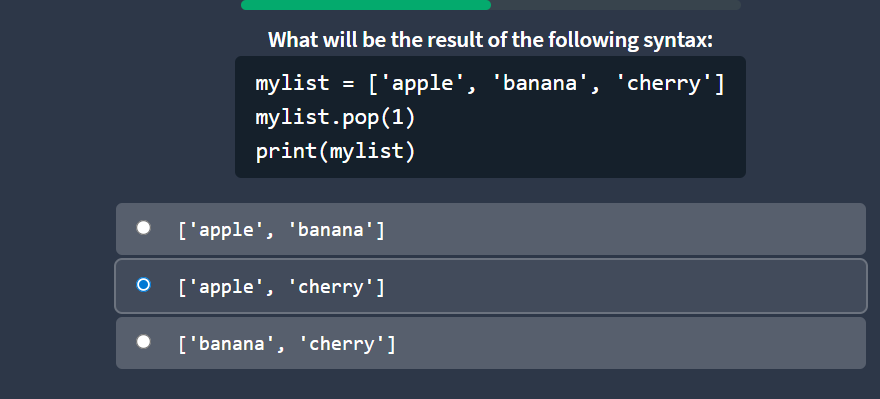 What will be the result of the following syntax:
mylist = ['apple', 'banana', 'cherry']
mylist.pop(1)
print(mylist)
['apple', 'banana']
['apple', 'cherry']
['banana', 'cherry']